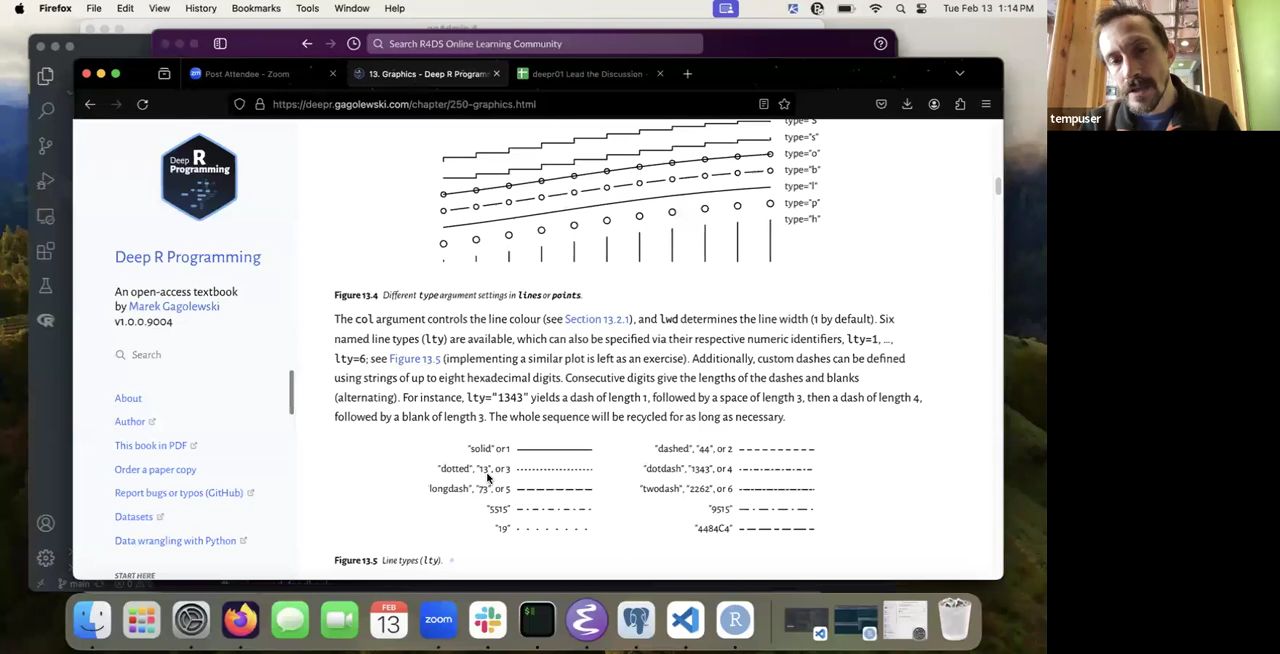 Firefox File Edit View History Bookmarks Tools Window Help
Tue Feb 13 1:14 PM
Search R4DS Online Learning Community
Post Attendee - Zoom
13. Graphics - Deep R Program
deepr01 Lead the Discussion
https://deepr.gagolewski.com/chapter/250-graphics.html
tempuser
Deep R
Programming
Deep R Programming
An open-access textbook
by Marek Gagolewski
v1.0.0.9004
Search
About
Author
This book in PDF
Order a paper copy
Report bugs or typos (GitHub)
Datasets
Data wrangling with Python
START HERE
type="S"
type="s"
type="o"
type="b"
type="l"
type="p"
type="h"
Figure 13.4 Different type argument settings in lines or points.
The col argument controls the line colour (see Section 13.2.1), and lwd determines the line width (1 by default). Six
named line types (lty) are available, which can also be specified via their respective numeric identifiers, lty=1, …,
lty=6; see Figure 13.5 (implementing a similar plot is left as an exercise). Additionally, custom dashes can be defined
using strings of up to eight hexadecimal digits. Consecutive digits give the lengths of the dashes and blanks
(alternating). For instance, lty="1343" yields a dash of length 1, followed by a space of length 3, then a dash of length 4,
followed by a blank of length 3. The whole sequence will be recycled for as long as necessary.
"solid" or 1
"dashed", "44", or 2
"dotted", "13", or 3
"dotdash", "1343", or 4
longdash", "73", or 5
"twodash", "2262", or 6
"5515"
"9515"
"19"
"4484C4"
Figure 13.5 Line types (lty).
main
FEB
13
zoom